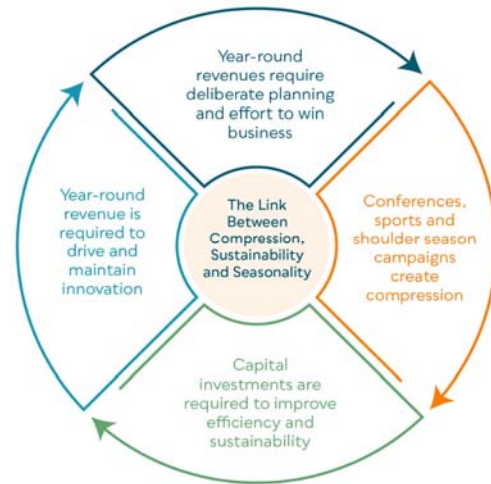 Year-round
revenues require
deliberate planning
and effort to win
business
Conferences,
sports and
shoulder season
campaigns
create
compression
Capital
investments are
required to improve
efficiency and
sustainability
Year-round
revenue is
required to
drive and
maintain
innovation
The Link
Between
Compression,
Sustainability
and Seasonality